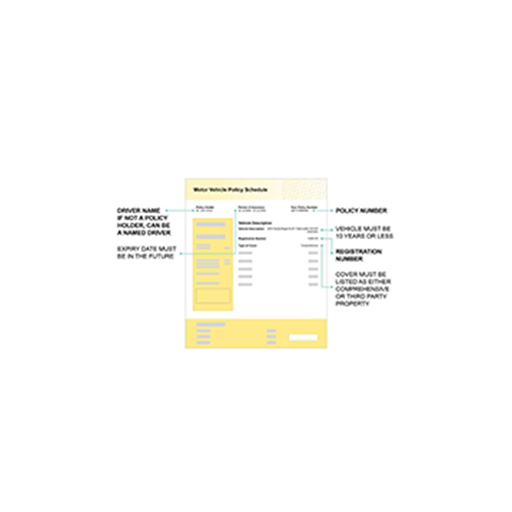 Motor Vehicle Policy Schedule
Policy Holder
Period of Insurance
Your Policy Number
DRIVER NAME
IF NOT A POLICY
HOLDER, CAN BE
A NAMED DRIVER
EXPIRY DATE MUST
BE IN THE FUTURE
Vehicle Description
Vehicle Description
Registration Number
Type of Cover
Comprehensive
POLICY NUMBER
VEHICLE MUST BE
10 YEARS OR LESS
REGISTRATION
NUMBER
COVER MUST BE
LISTED AS EITHER
COMPREHENSIVE
OR THIRD PARTY
PROPERTY